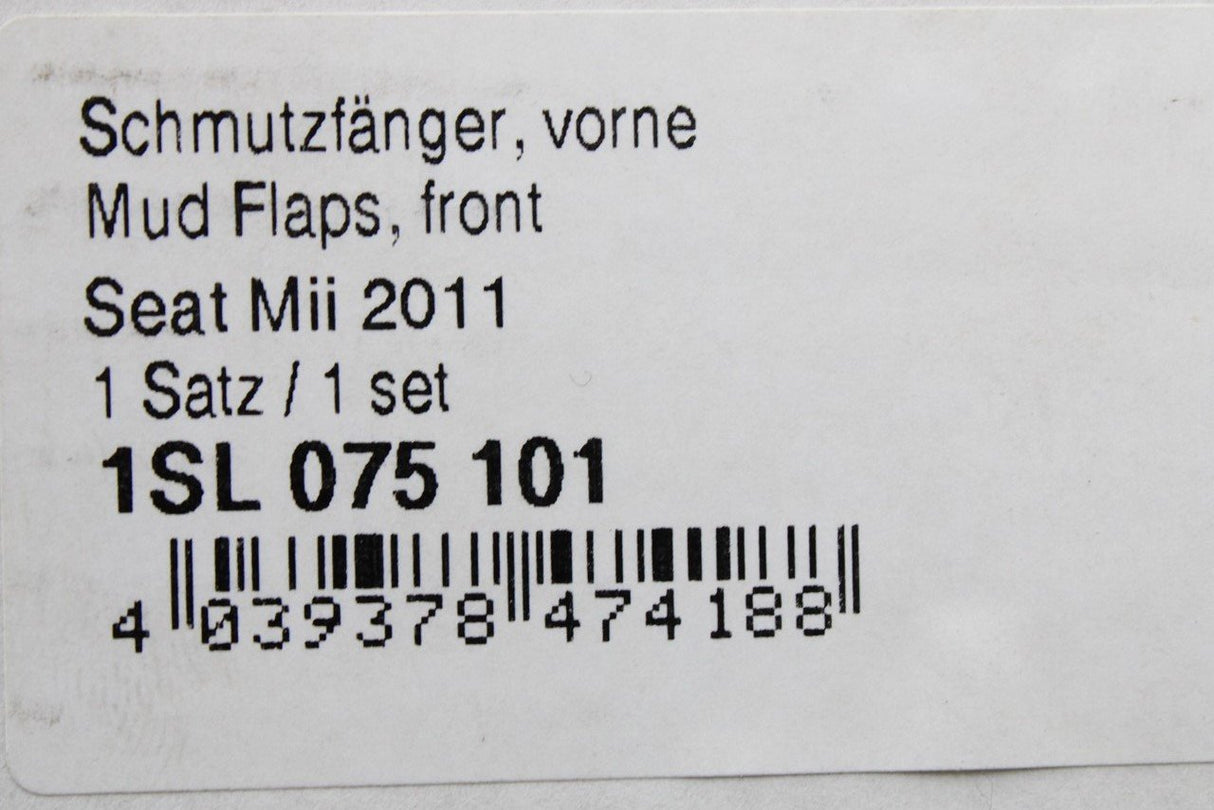 Schmutzfänger, vorne
Mud Flaps, front
Seat Mii 2011
1 Satz / 1 set
1SL 075 101
4 039378 474188